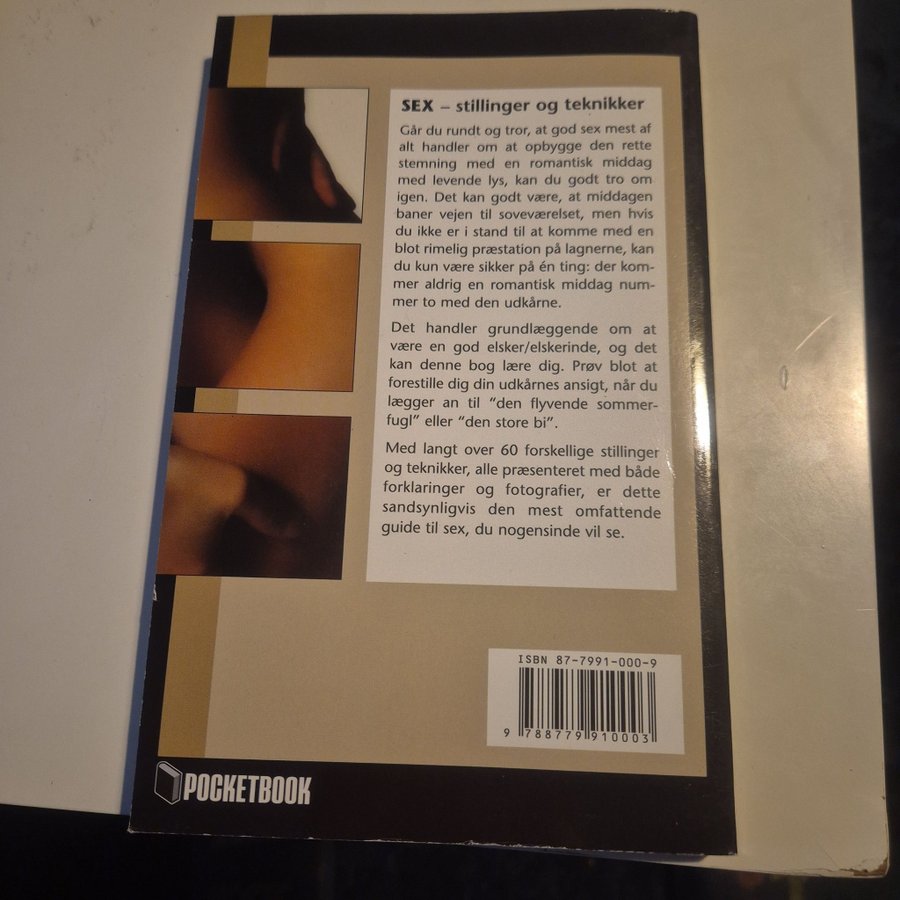 SEX – stillinger og teknikker
Går du rundt og tror, at god sex mest af
alt handler om at opbygge den rette
stemning med en romantisk middag
med levende lys, kan du godt tro om
igen. Det kan godt være, at middagen
baner vejen til soveværelset, men hvis
du ikke er i stand til at komme med en
blot rimelig præstation på lagnerne, kan
du kun være sikker på én ting: der kom-
mer aldrig en romantisk middag num-
mer to med den udkårne.
Det handler grundlæggende om at
være en god elsker/elskerinde, og det
kan denne bog lære dig. Prøv blot at
forestille dig din udkårnes ansigt, når du
lægger an til "den flyvende sommer-
fugl" eller "den store bi".
Med langt over 60 forskellige stillinger
og teknikker, alle præsenteret med både
forklaringer og fotografier, er dette
sandsynligvis den mest omfattende
guide til sex, du nogensinde vil se.
ISBN 87-7991-000-9
9 788779 910003
POCKETBOOK